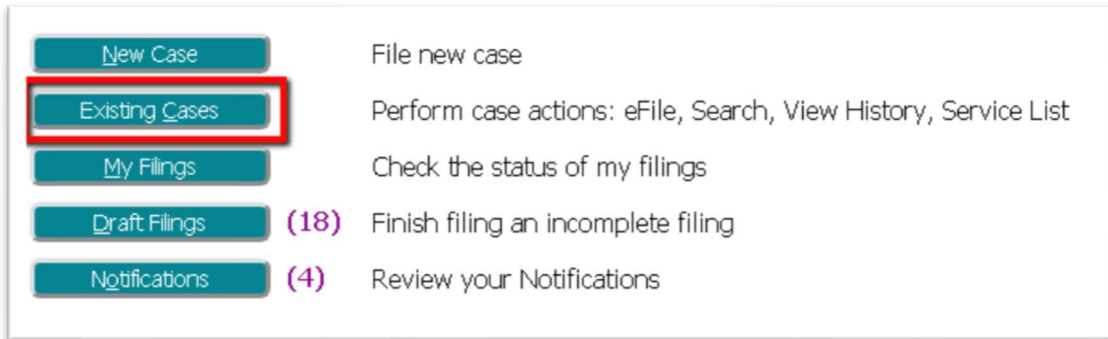 New Case File new case
Existing Cases Perform case actions: eFile, Search, View History, Service List
My Filings Check the status of my filings
Draft Filings (18) Finish filing an incomplete filing
Notifications (4) Review your Notifications